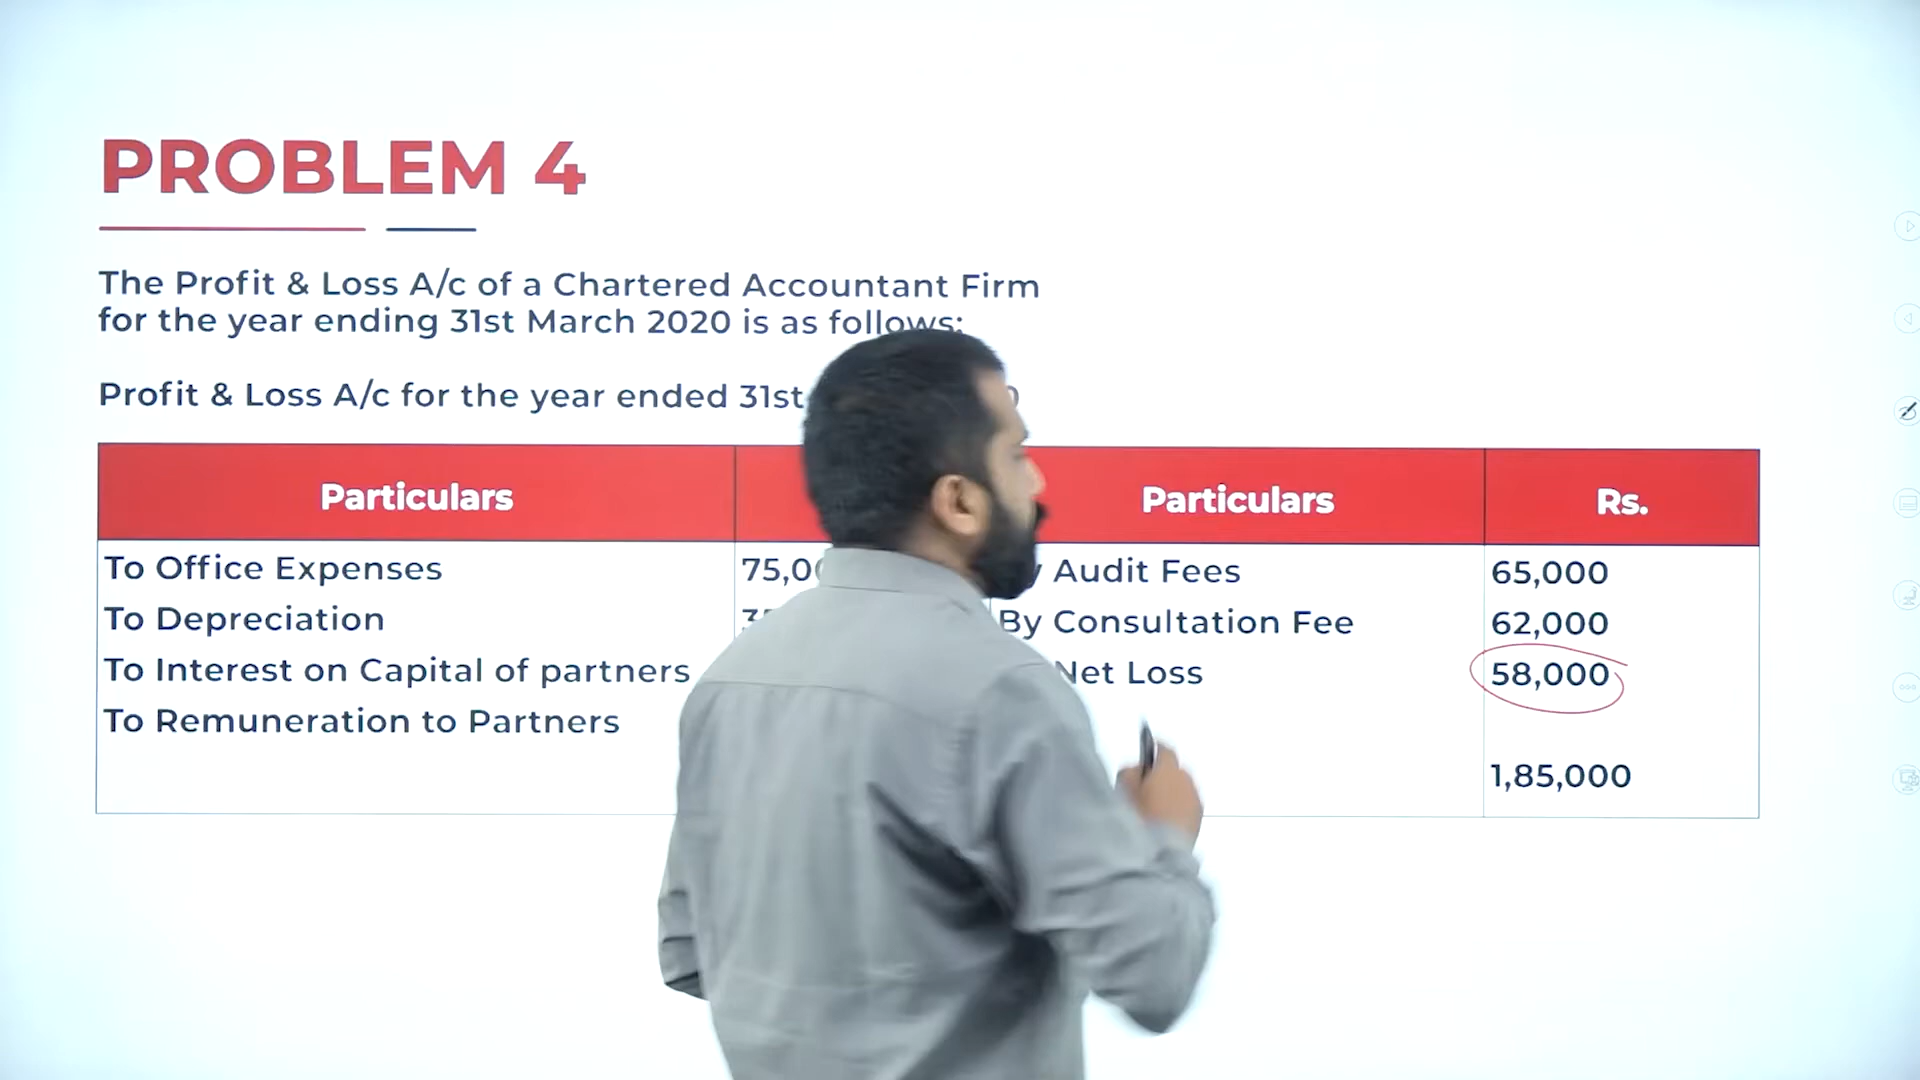 PROBLEM 4
The Profit & Loss A/c of a Chartered Accountant Firm
for the year ending 31st March 2020 is as follows:
Profit & Loss A/c for the year ended 31st
Particulars Particulars Rs.
To Office Expenses Audit Fees 65,000
To Depreciation By Consultation Fee 62,000
To Interest on Capital of partners Net Loss 58,000
To Remuneration to Partners
1,85,000